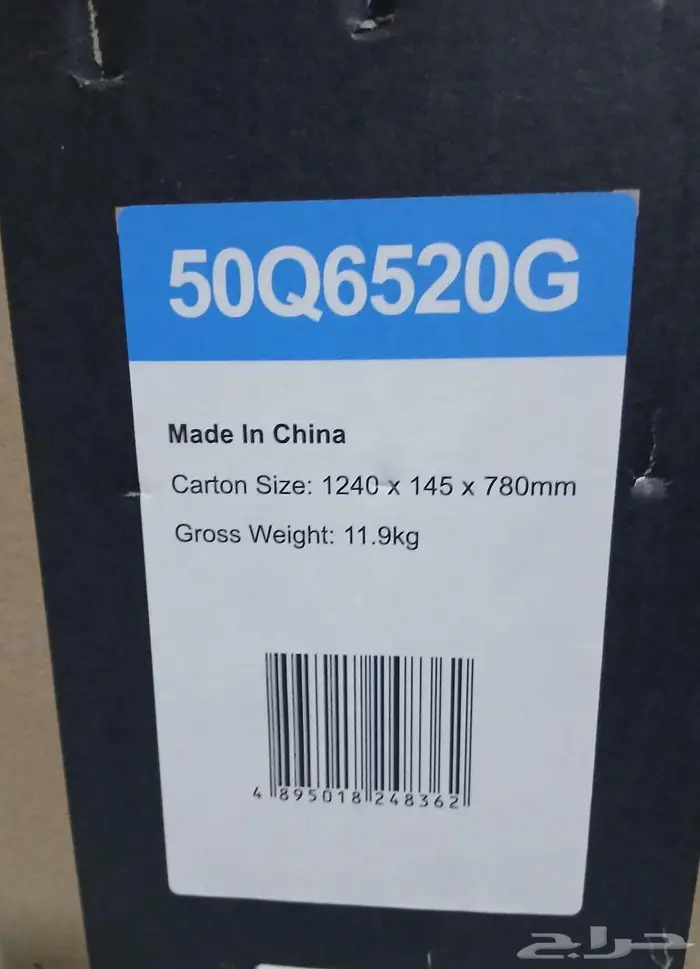 50Q6520G
Made In China
Carton Size: 1240 x 145 x 780mm
Gross Weight: 11.9kg
4 895018 248362
حراج